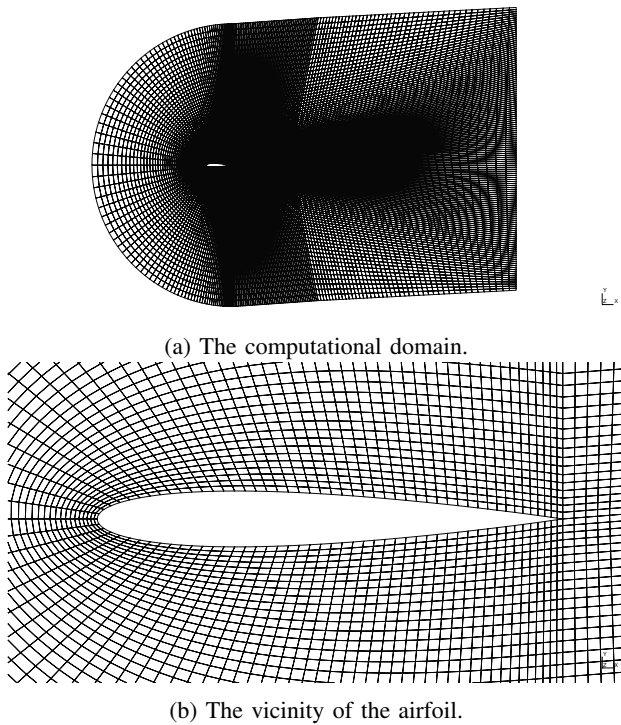 Y
Z X
(a) The computational domain.
Y
Z X
(b) The vicinity of the airfoil.